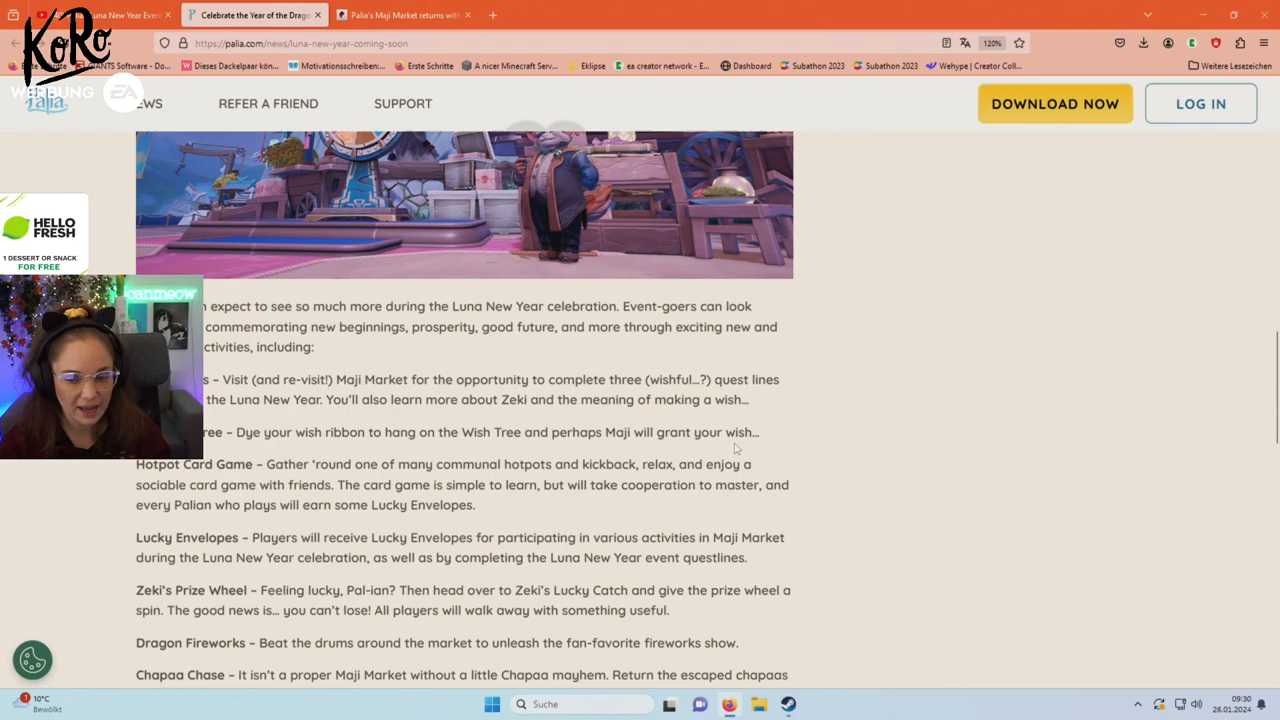 Luna New Year Even
Celebrate the Year of the Drago
Palia's Maji Market returns with
KoRo
https://palia.com/news/luna-new-year-coming-soon
120%
GIANTS Software - Do...
Dieses Dackelpaar kön...
Motivationsschreiben:...
Erste Schritte
A nicer Minecraft Serv...
Eklipse
ea creator network - E...
Dashboard
Subathon 2023
Subathon 2023
Wehype | Creator Coll...
Weitere Lesezeichen
WERBUNG EA
Palia
EWS
REFER A FRIEND
SUPPORT
DOWNLOAD NOW
LOG IN
HELLO
FRESH
1 DESSERT OR SNACK
FOR FREE
canmeow
n expect to see so much more during the Luna New Year celebration. Event-goers can look
commemorating new beginnings, prosperity, good future, and more through exciting new and
ctivities, including:
s – Visit (and re-visit!) Maji Market for the opportunity to complete three (wishful…?) quest lines
the Luna New Year. You'll also learn more about Zeki and the meaning of making a wish…
ree – Dye your wish ribbon to hang on the Wish Tree and perhaps Maji will grant your wish…
Hotpot Card Game – Gather ‘round one of many communal hotpots and kickback, relax, and enjoy a
sociable card game with friends. The card game is simple to learn, but will take cooperation to master, and
every Palian who plays will earn some Lucky Envelopes.
Lucky Envelopes – Players will receive Lucky Envelopes for participating in various activities in Maji Market
during the Luna New Year celebration, as well as by completing the Luna New Year event questlines.
Zeki's Prize Wheel – Feeling lucky, Pal-ian? Then head over to Zeki's Lucky Catch and give the prize wheel a
spin. The good news is… you can't lose! All players will walk away with something useful.
Dragon Fireworks – Beat the drums around the market to unleash the fan-favorite fireworks show.
Chapaa Chase – It isn't a proper Maji Market without a little Chapaa mayhem. Return the escaped chapaas
1
10°C
Bewölkt
Suche
09:30
26.01.2024